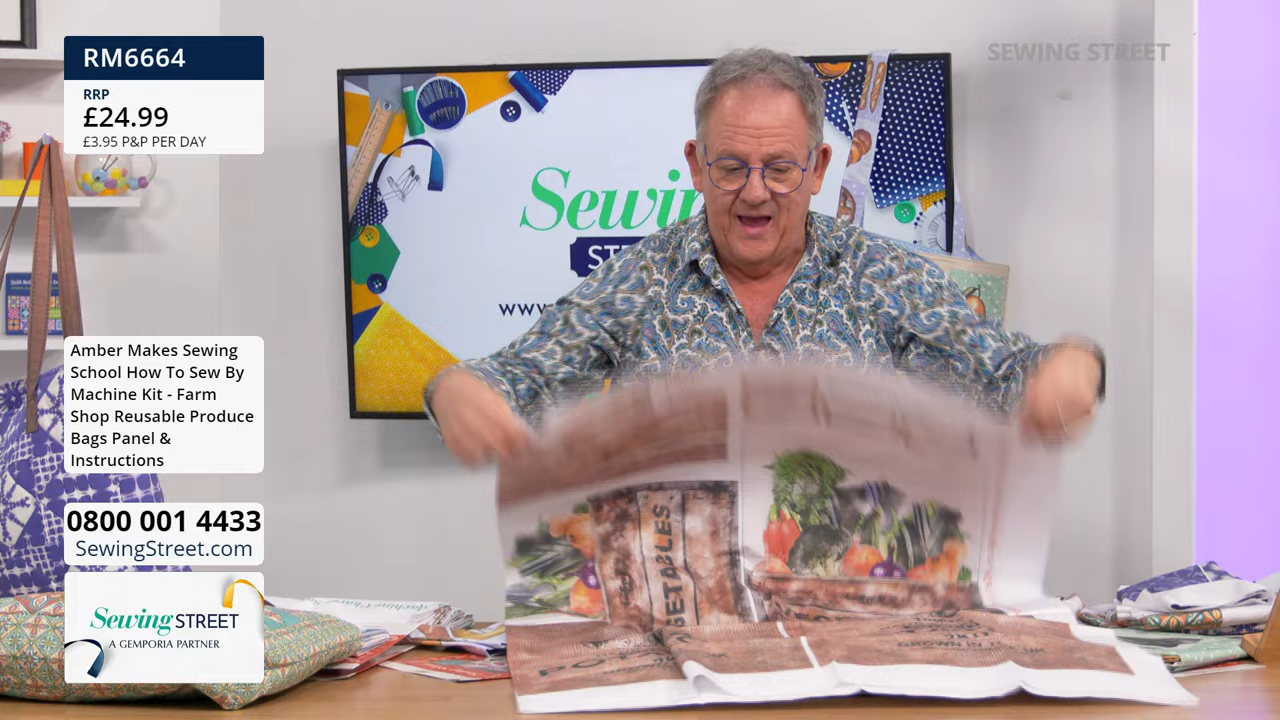 RM6664
RRP
£24.99
£3.95 P&P PER DAY
Amber Makes Sewing
School How To Sew By
Machine Kit - Farm
Shop Reusable Produce
Bags Panel &
Instructions
0800 001 4433
SewingStreet.com
Sewing STREET
A GEMPORIA PARTNER
SEWING STREET
Sewin
ST
www.